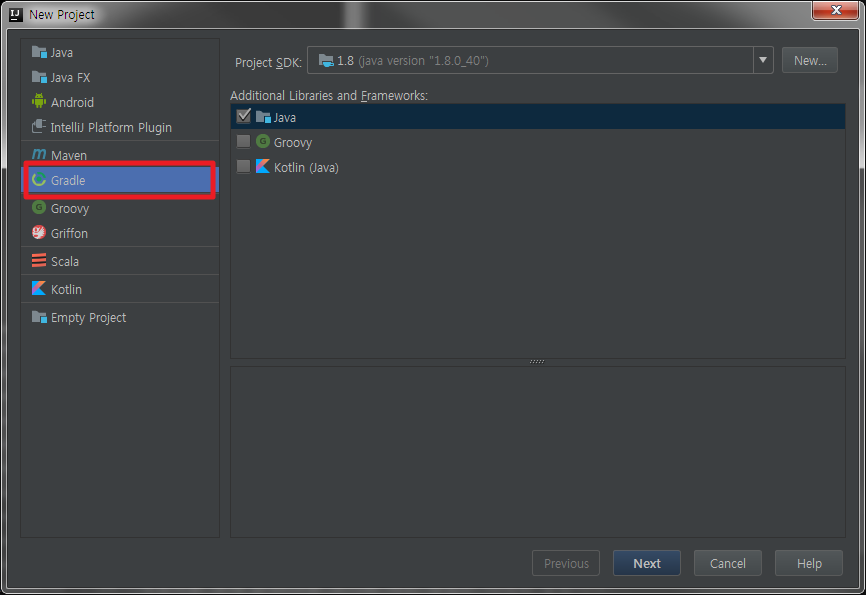 New Project
Java
Java FX
Android
IntelliJ Platform Plugin
Maven
Gradle
Groovy
Griffon
Scala
Kotlin
Empty Project
Project SDK: 1.8 (java version "1.8.0_40") New...
Additional Libraries and Frameworks:
Java
Groovy
Kotlin (Java)
Previous Next Cancel Help